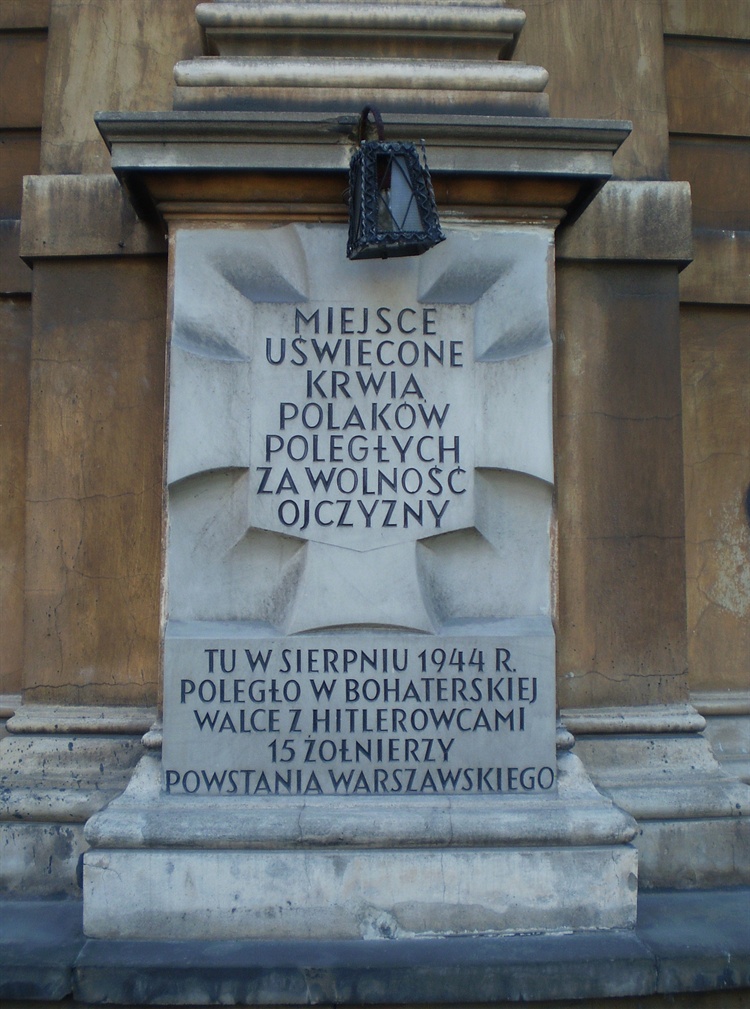 MIEJSCE
UŚWIĘCONE
KRWIĄ
POLAKÓW
POLEGŁYCH
ZA WOLNOŚĆ
OJCZYZNY
TU W SIERPNIU 1944 R.
POLEGŁO W BOHATERSKIEJ
WALCE Z HITLEROWCAMI
15 ŻOŁNIERZY
POWSTANIA WARSZAWSKIEGO